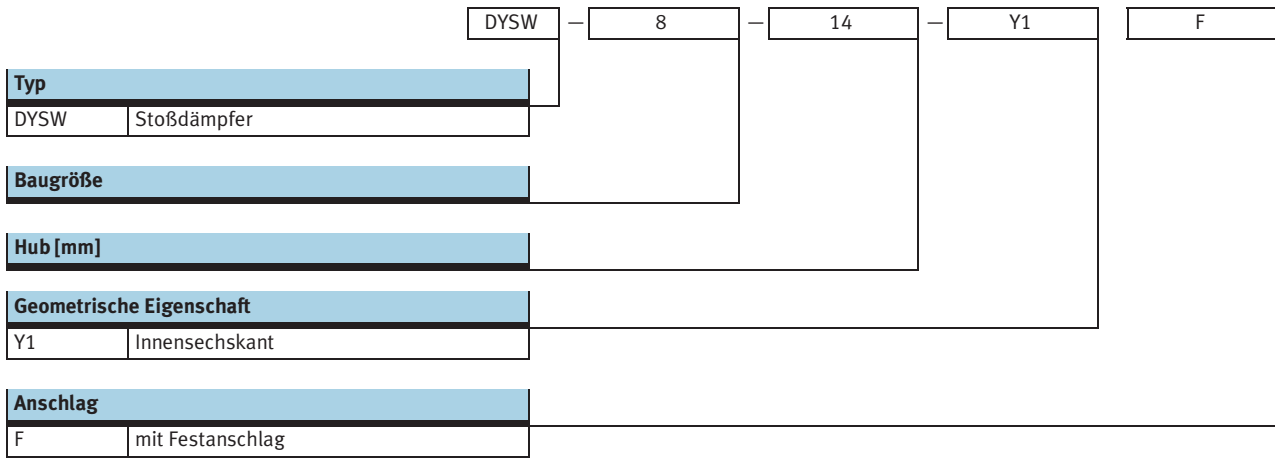 DYSW — 8 — 14 — Y1 F
Typ
DYSW Stoßdämpfer
Baugröße
Hub [mm]
Geometrische Eigenschaft
Y1 Innensechskant
Anschlag
F mit Festanschlag